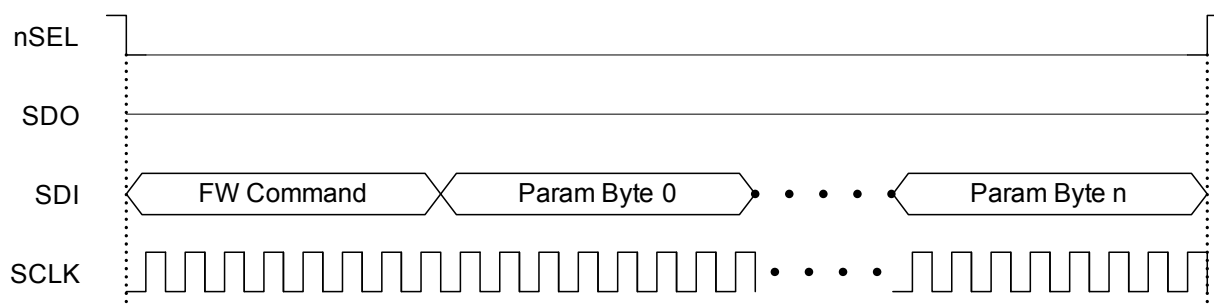 nSEL
SDO
SDI FW Command Param Byte 0 Param Byte n
SCLK